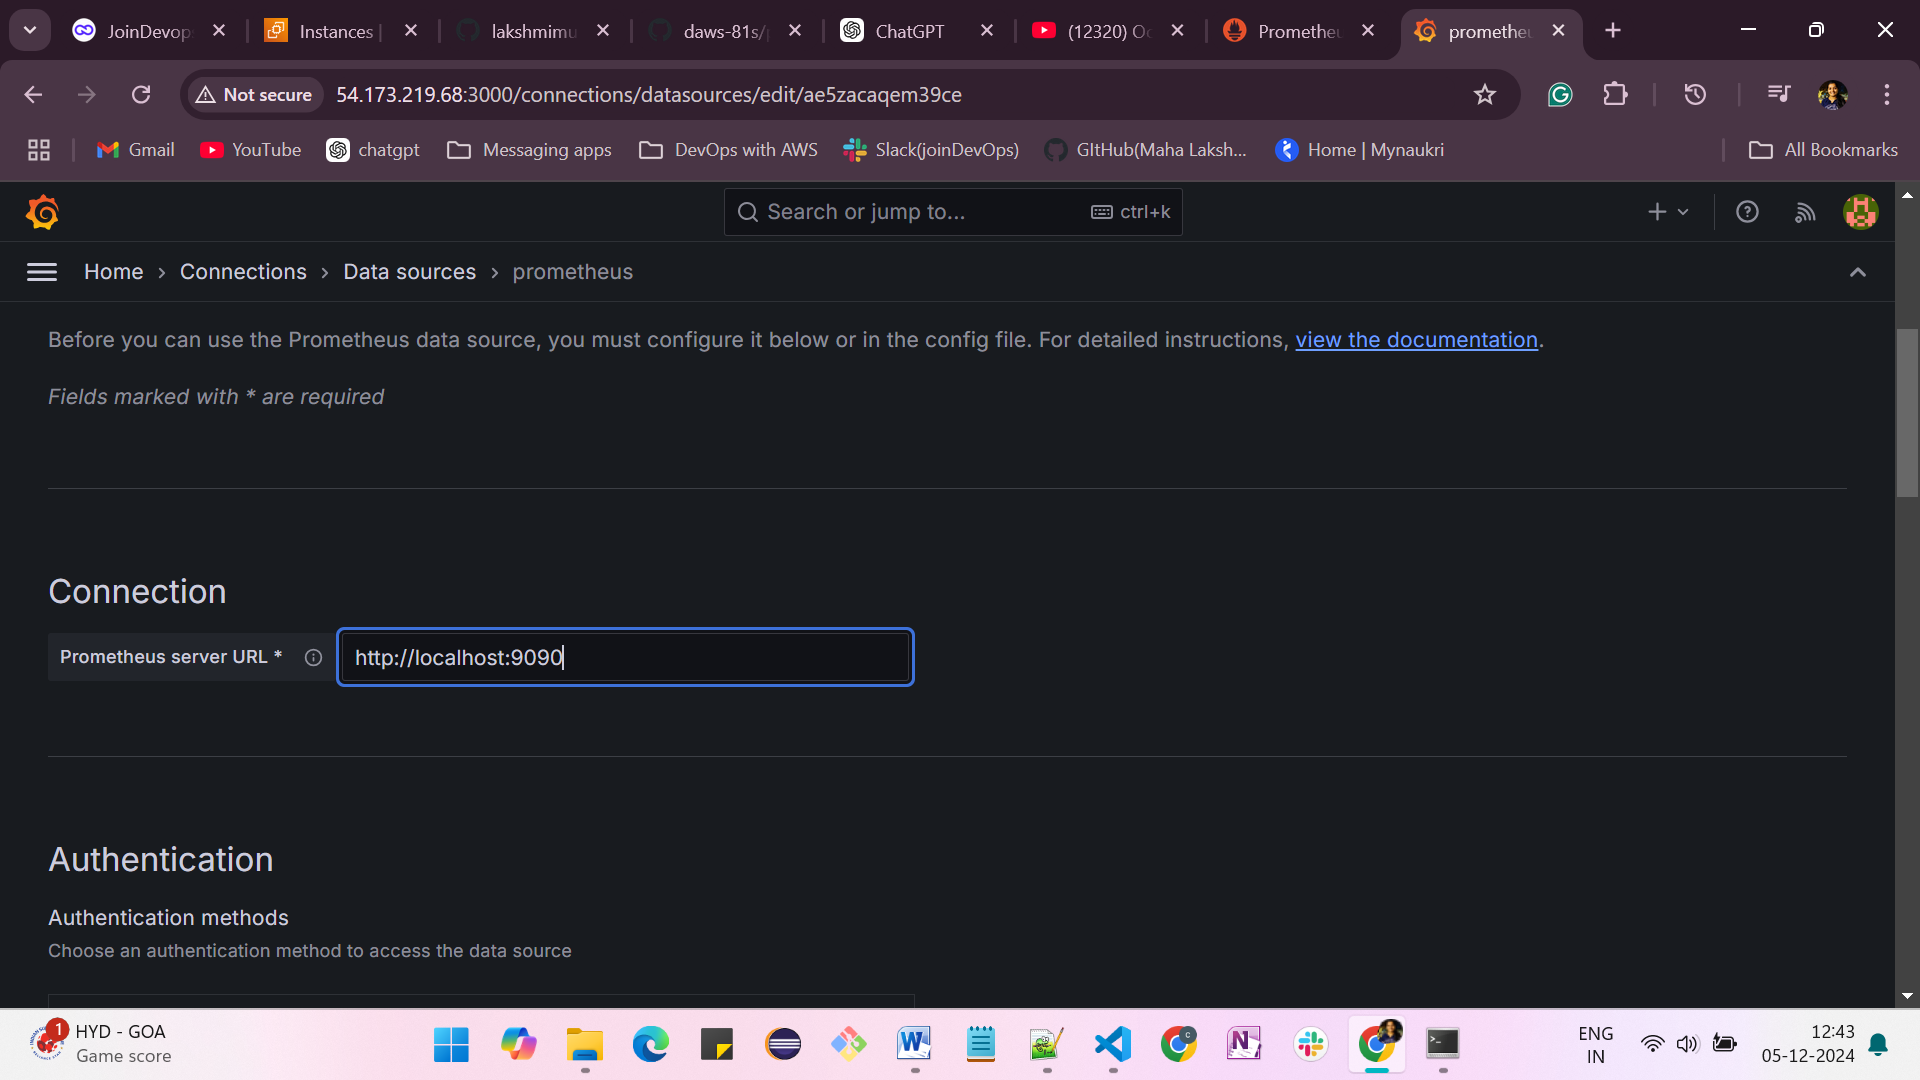 JoinDevop
Instances |
lakshmimu
daws-81s/
ChatGPT
(12320) O
Promethe
promethe
Not secure
54.173.219.68:3000/connections/datasources/edit/ae5zacaqem39ce
Gmail
YouTube
chatgpt
Messaging apps
DevOps with AWS
Slack(joinDevOps)
GItHub(Maha Laksh...
Home | Mynaukri
All Bookmarks
Search or jump to...
ctrl+k
Home › Connections › Data sources › prometheus
Before you can use the Prometheus data source, you must configure it below or in the config file. For detailed instructions, view the documentation.
Fields marked with * are required
Connection
Prometheus server URL *
http://localhost:9090
Authentication
Authentication methods
Choose an authentication method to access the data source
1
HYD - GOA
Game score
ENG
IN
12:43
05-12-2024